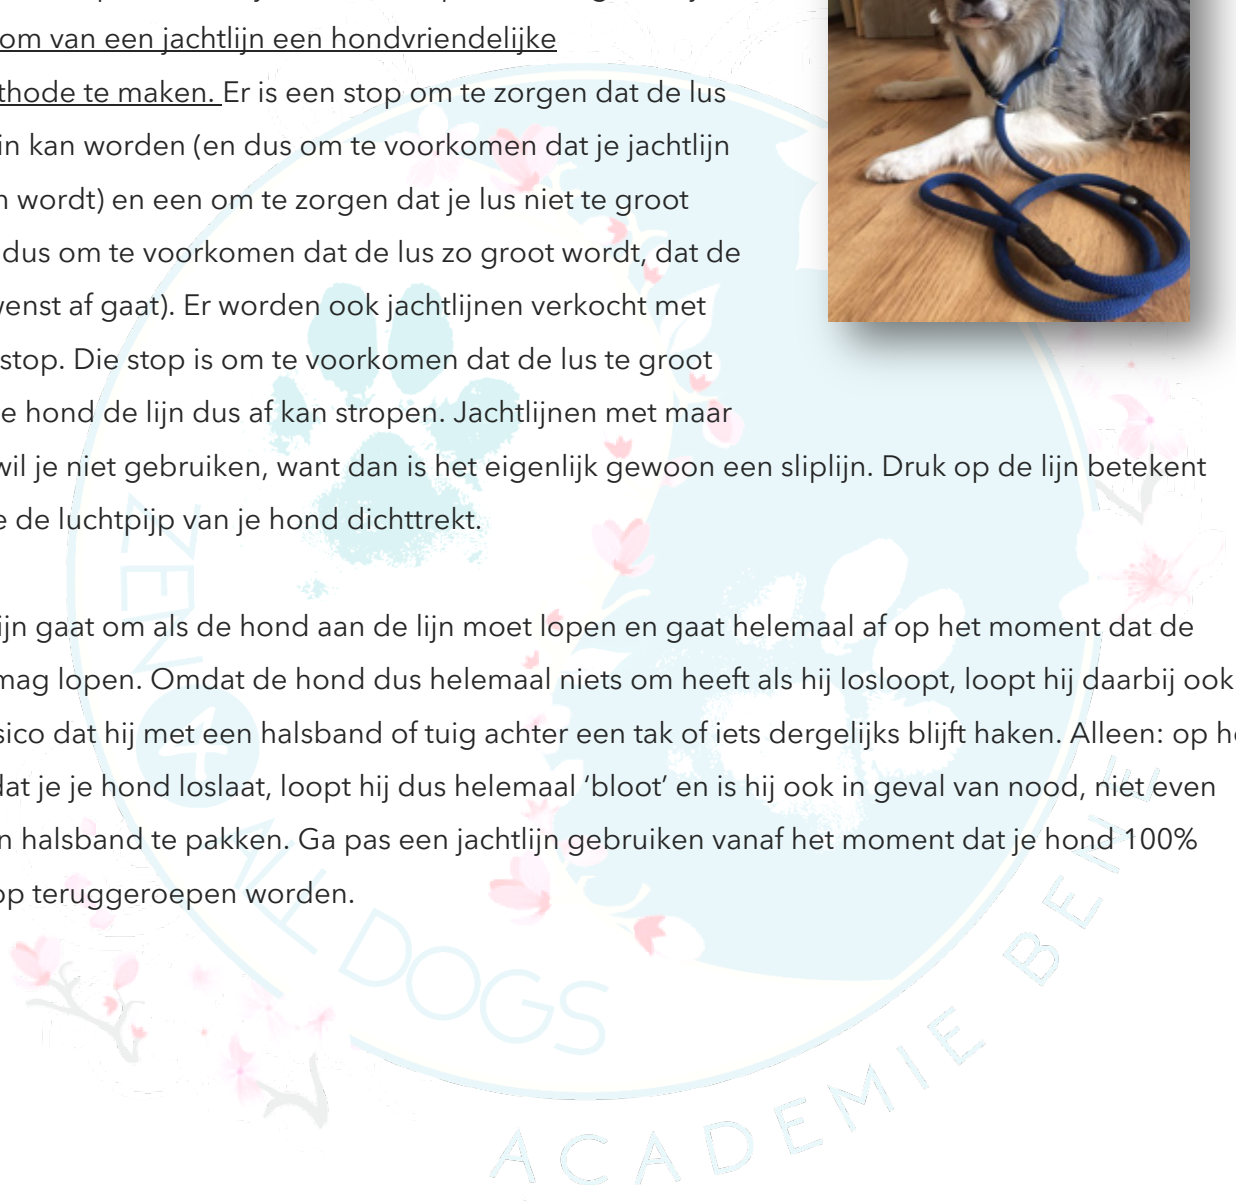 om van een jachtlijn een hondvriendelijke
thode te maken. Er is een stop om te zorgen dat de lus
in kan worden (en dus om te voorkomen dat je jachtlijn
n wordt) en een om te zorgen dat je lus niet te groot
dus om te voorkomen dat de lus zo groot wordt, dat de
wenst af gaat). Er worden ook jachtlijnen verkocht met
stop. Die stop is om te voorkomen dat de lus te groot
e hond de lijn dus af kan stropen. Jachtlijnen met maar
wil je niet gebruiken, want dan is het eigenlijk gewoon een sliplijn. Druk op de lijn betekent
e de luchtpijp van je hond dichttrekt.
ijn gaat om als de hond aan de lijn moet lopen en gaat helemaal af op het moment dat de
mag lopen. Omdat de hond dus helemaal niets om heeft als hij losloopt, loopt hij daarbij ook
sico dat hij met een halsband of tuig achter een tak of iets dergelijks blijft haken. Alleen: op h
dat je je hond loslaat, loopt hij dus helemaal ‘bloot’ en is hij ook in geval van nood, niet even
n halsband te pakken. Ga pas een jachtlijn gebruiken vanaf het moment dat je hond 100%
op teruggeroepen worden.
ZEN 4 ALL DOGS
ACADEMIE BENE